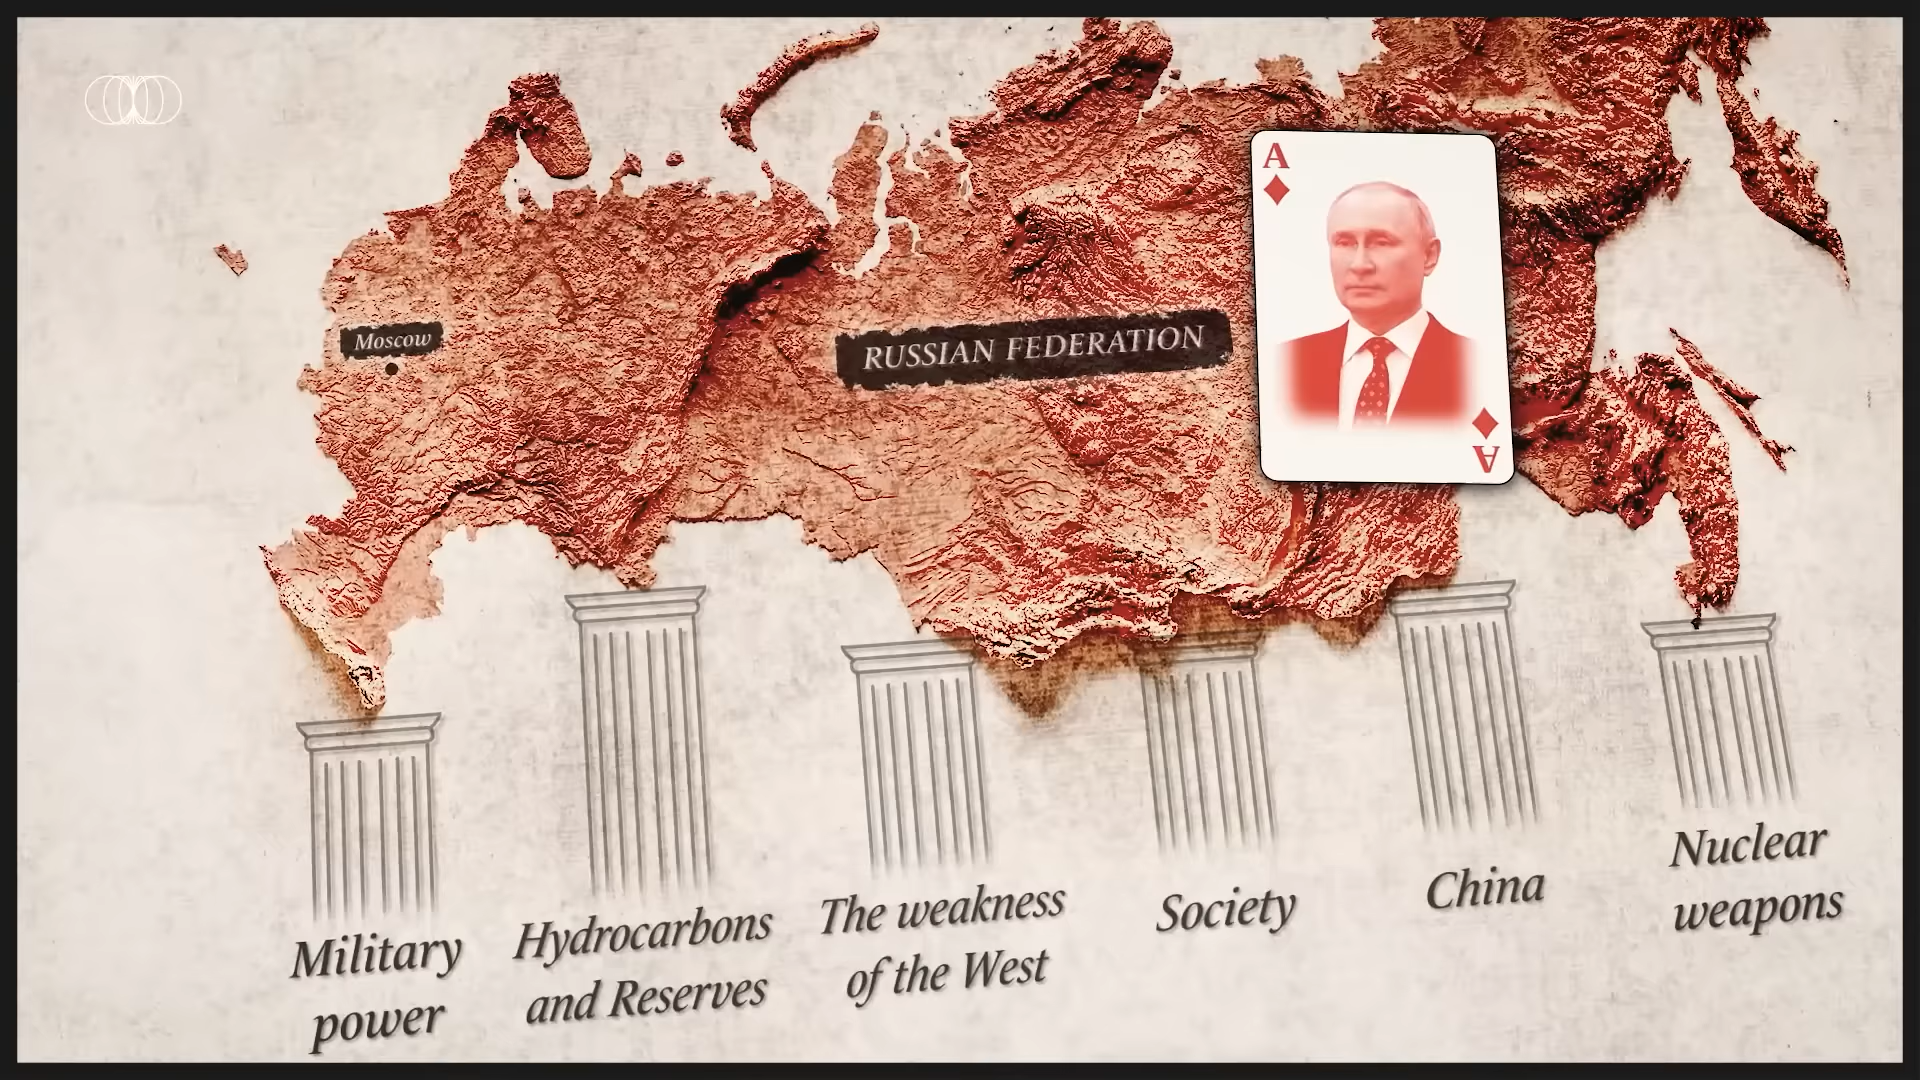 A
Moscow
RUSSIAN FEDERATION
A
Military
power
Hydrocarbons
and Reserves
The weakness
of the West
Society
China
Nuclear
weapons